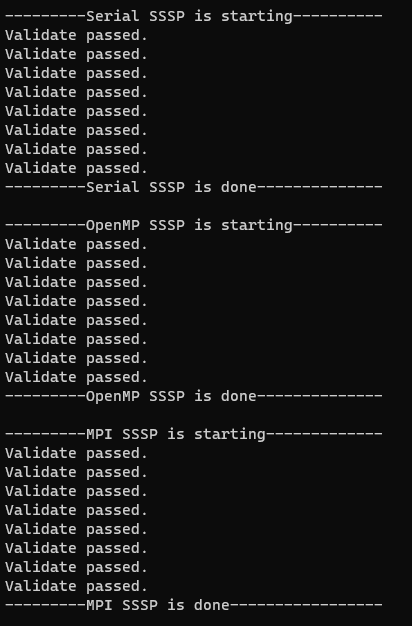 ---------Serial SSSP is starting----------
Validate passed.
Validate passed.
Validate passed.
Validate passed.
Validate passed.
Validate passed.
Validate passed.
Validate passed.
---------Serial SSSP is done--------------
---------OpenMP SSSP is starting----------
Validate passed.
Validate passed.
Validate passed.
Validate passed.
Validate passed.
Validate passed.
Validate passed.
Validate passed.
---------OpenMP SSSP is done--------------
---------MPI SSSP is starting-------------
Validate passed.
Validate passed.
Validate passed.
Validate passed.
Validate passed.
Validate passed.
Validate passed.
Validate passed.
---------MPI SSSP is done-----------------